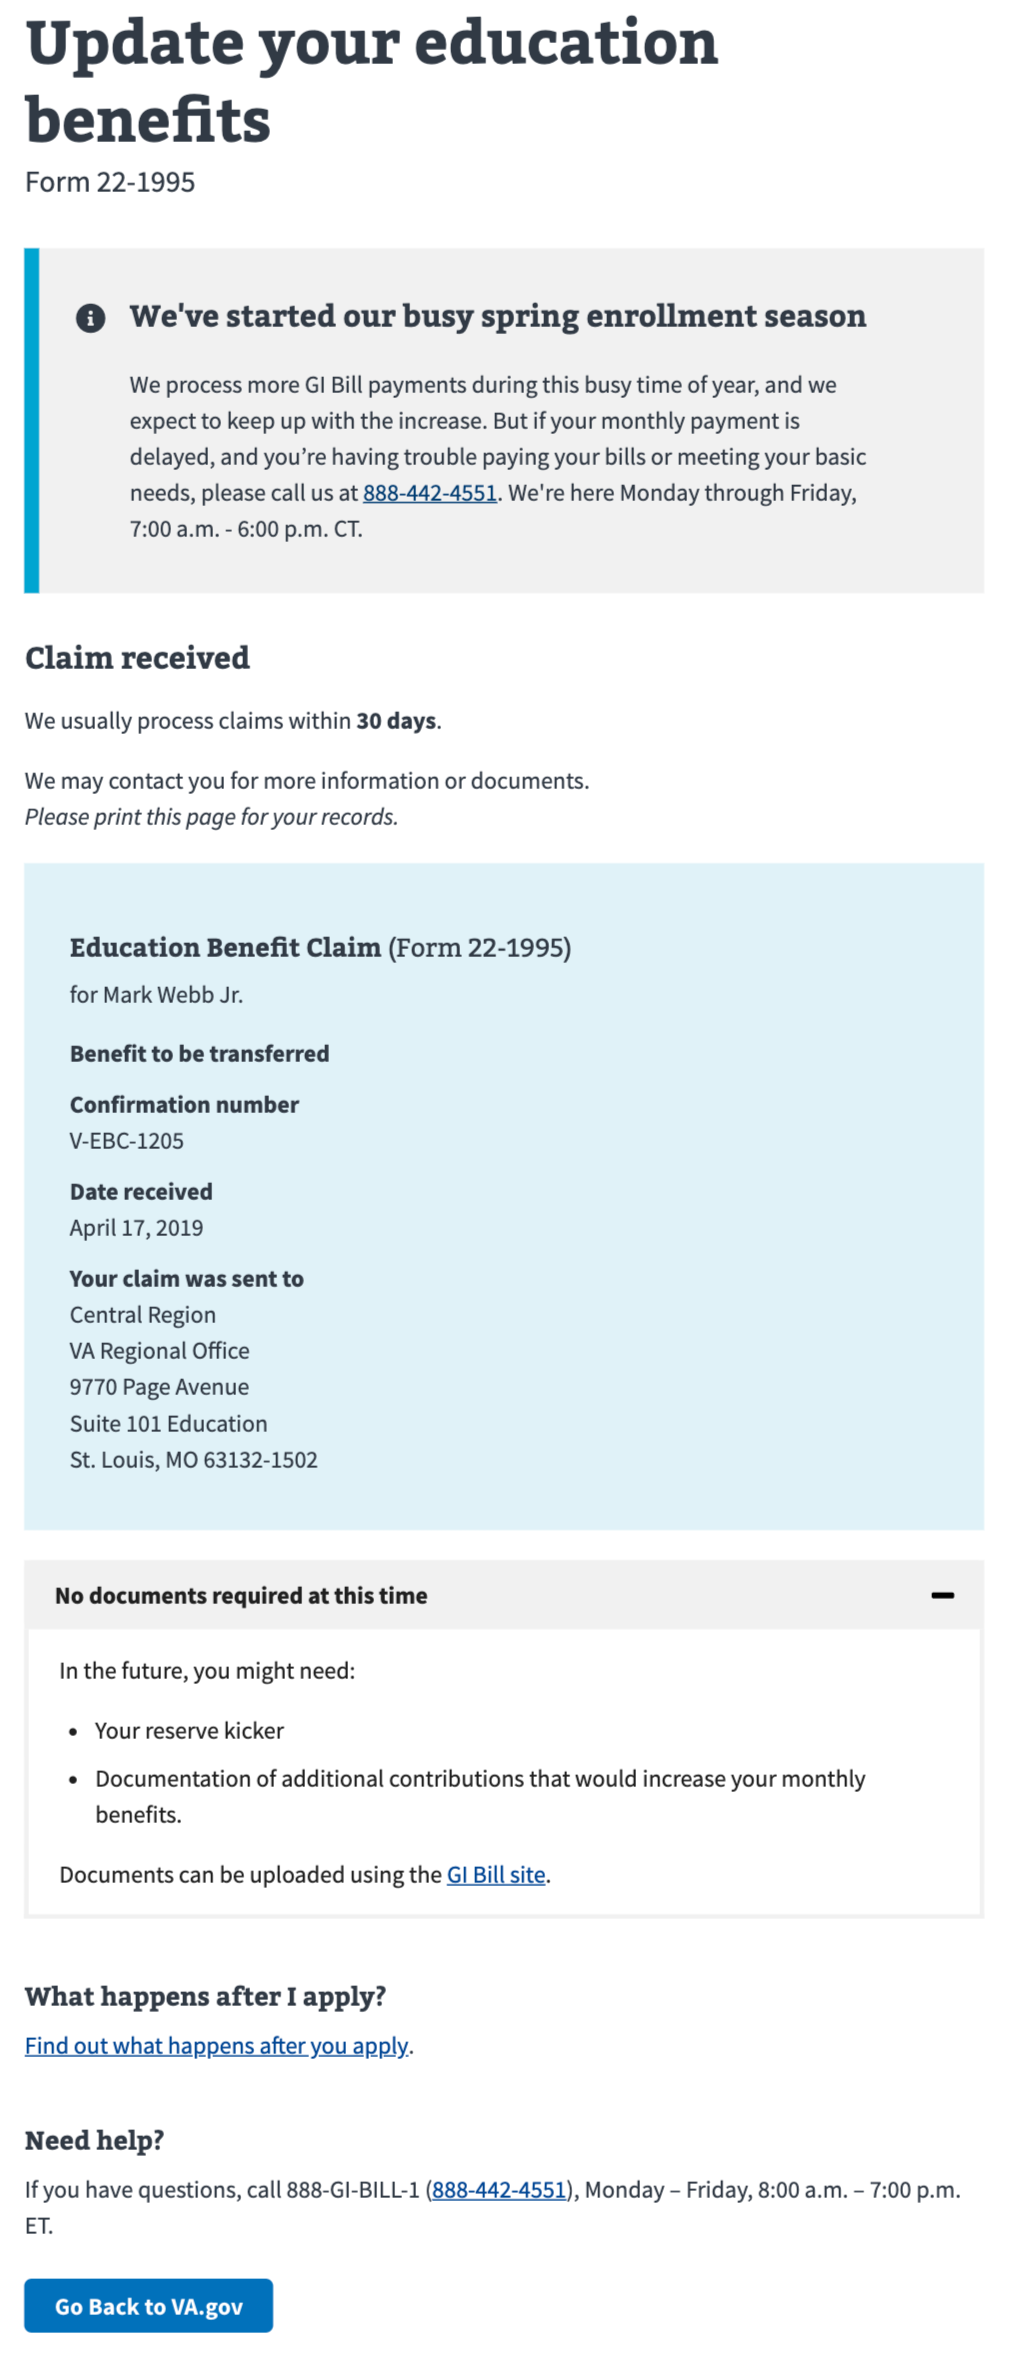 Update your education
benefits
Form 22-1995
We've started our busy spring enrollment season
We process more GI Bill payments during this busy time of year, and we
expect to keep up with the increase. But if your monthly payment is
delayed, and you’re having trouble paying your bills or meeting your basic
needs, please call us at 888-442-4551. We're here Monday through Friday,
7:00 a.m. - 6:00 p.m. CT.
Claim received
We usually process claims within 30 days.
We may contact you for more information or documents.
Please print this page for your records.
Education Benefit Claim (Form 22-1995)
for Mark Webb Jr.
Benefit to be transferred
Confirmation number
V-EBC-1205
Date received
April 17, 2019
Your claim was sent to
Central Region
VA Regional Office
9770 Page Avenue
Suite 101 Education
St. Louis, MO 63132-1502
No documents required at this time
In the future, you might need:
• Your reserve kicker
• Documentation of additional contributions that would increase your monthly
benefits.
Documents can be uploaded using the GI Bill site.
What happens after I apply?
Find out what happens after you apply.
Need help?
If you have questions, call 888-GI-BILL-1 (888-442-4551), Monday – Friday, 8:00 a.m. – 7:00 p.m.
ET.
Go Back to VA.gov